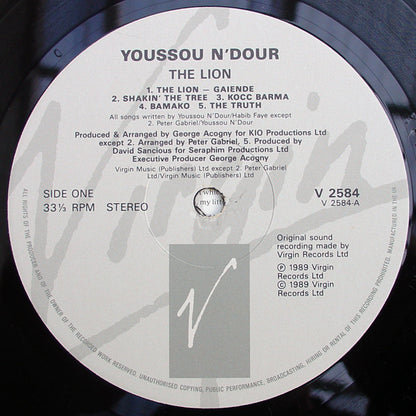 YOUSSOU N'DOUR
THE LION
1. THE LION – GAIENDE
2. SHAKIN' THE TREE 3. KOCC BARMA
4. BAMAKO 5. THE TRUTH
All songs written by Youssou N'Dour/Habib Faye except
2. Peter Gabriel/Youssou N'Dour
Produced & Arranged by George Acogny for KIO Productions Ltd
except 2. Arranged by Peter Gabriel, 5. Produced by
David Sancious for Seraphim Productions Ltd
Executive Producer George Acogny
Virgin Music (Publishers) Ltd except 2. Peter Gabriel
Ltd/Virgin Music (Publishers) Ltd
SIDE ONE
33⅓ RPM STEREO
V 2584
V 2584-A
Original sound
recording made by
Virgin Records Ltd
℗ 1989 Virgin
Records Ltd
© 1989 Virgin
Records Ltd
Virgin
V
ALL RIGHTS OF THE PRODUCER AND OF THE OWNER OF THE RECORDED WORK RESERVED. UNAUTHORISED COPYING, PUBLIC PERFORMANCE, BROADCASTING, HIRING OR RENTAL OF THIS RECORDING PROHIBITED. MANUFACTURED IN
my litt